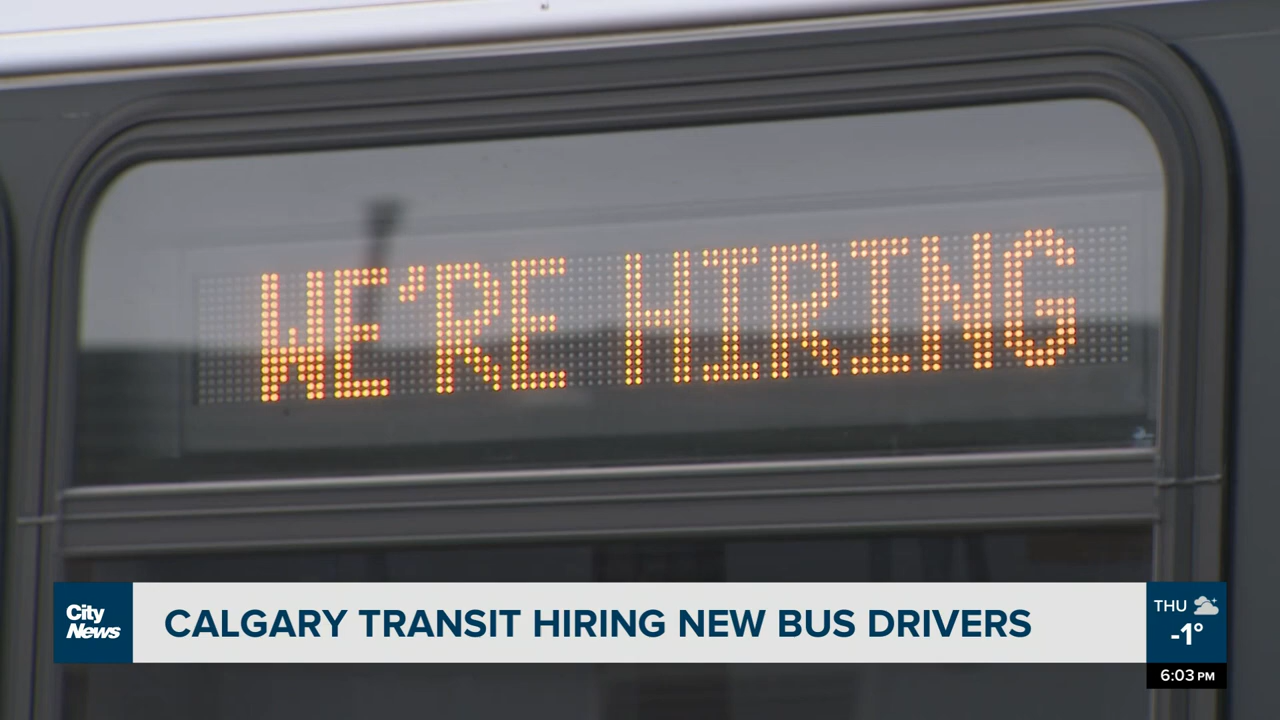 WE'RE HIRING
City
News
CALGARY TRANSIT HIRING NEW BUS DRIVERS
THU
-1°
6:03 PM